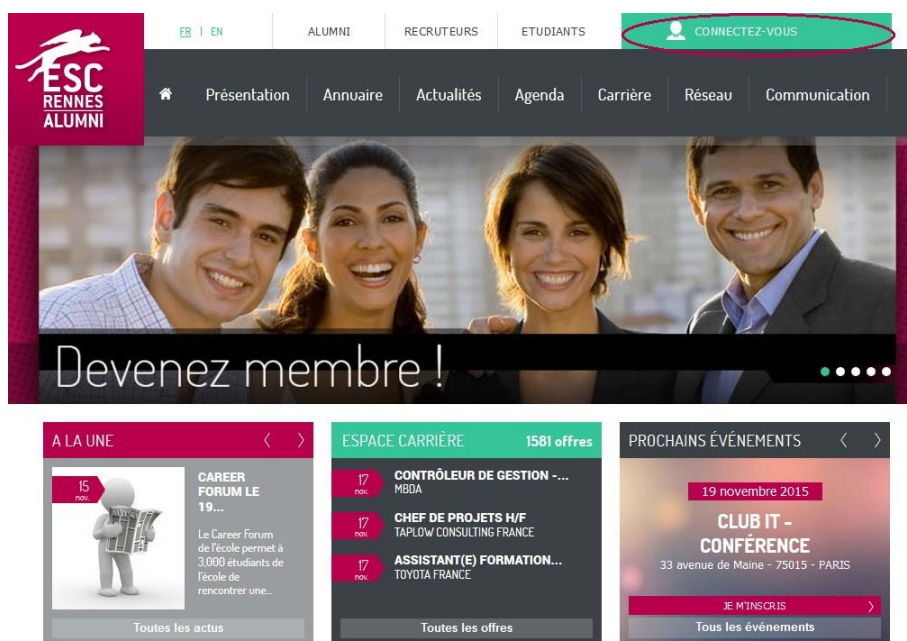 FR | EN
ALUMNI
RECRUTEURS
ETUDIANTS
CONNECTEZ-VOUS
ESC
RENNES
ALUMNI
Présentation
Annuaire
Actualités
Agenda
Carrière
Réseau
Communication
Devenez membre !
A LA UNE
15
nov.
CAREER
FORUM LE
19...
Le Career Forum
de l'école permet à
3,000 étudiants de
l'école de
rencontrer une...
Toutes les actus
ESPACE CARRIÈRE
1581 offres
17
nov.
CONTRÔLEUR DE GESTION -...
MBDA
17
nov.
CHEF DE PROJETS H/F
TAPLOW CONSULTING FRANCE
17
nov.
ASSISTANT(E) FORMATION...
TOYOTA FRANCE
Toutes les offres
PROCHAINS ÉVÉNEMENTS
19 novembre 2015
CLUB IT -
CONFÉRENCE
33 avenue de Maine - 75015 - PARIS
JE M'INSCRIS
Tous les événements